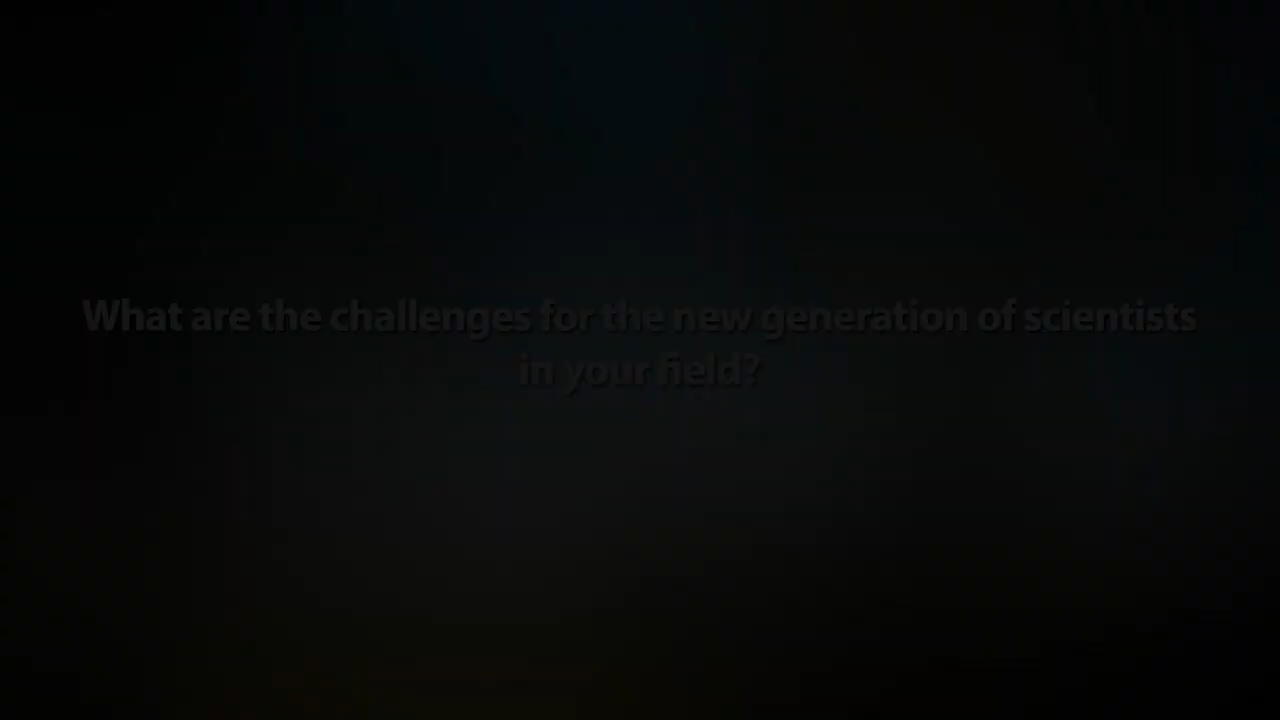 What are the challenges for the new generation of scientists
in your field?